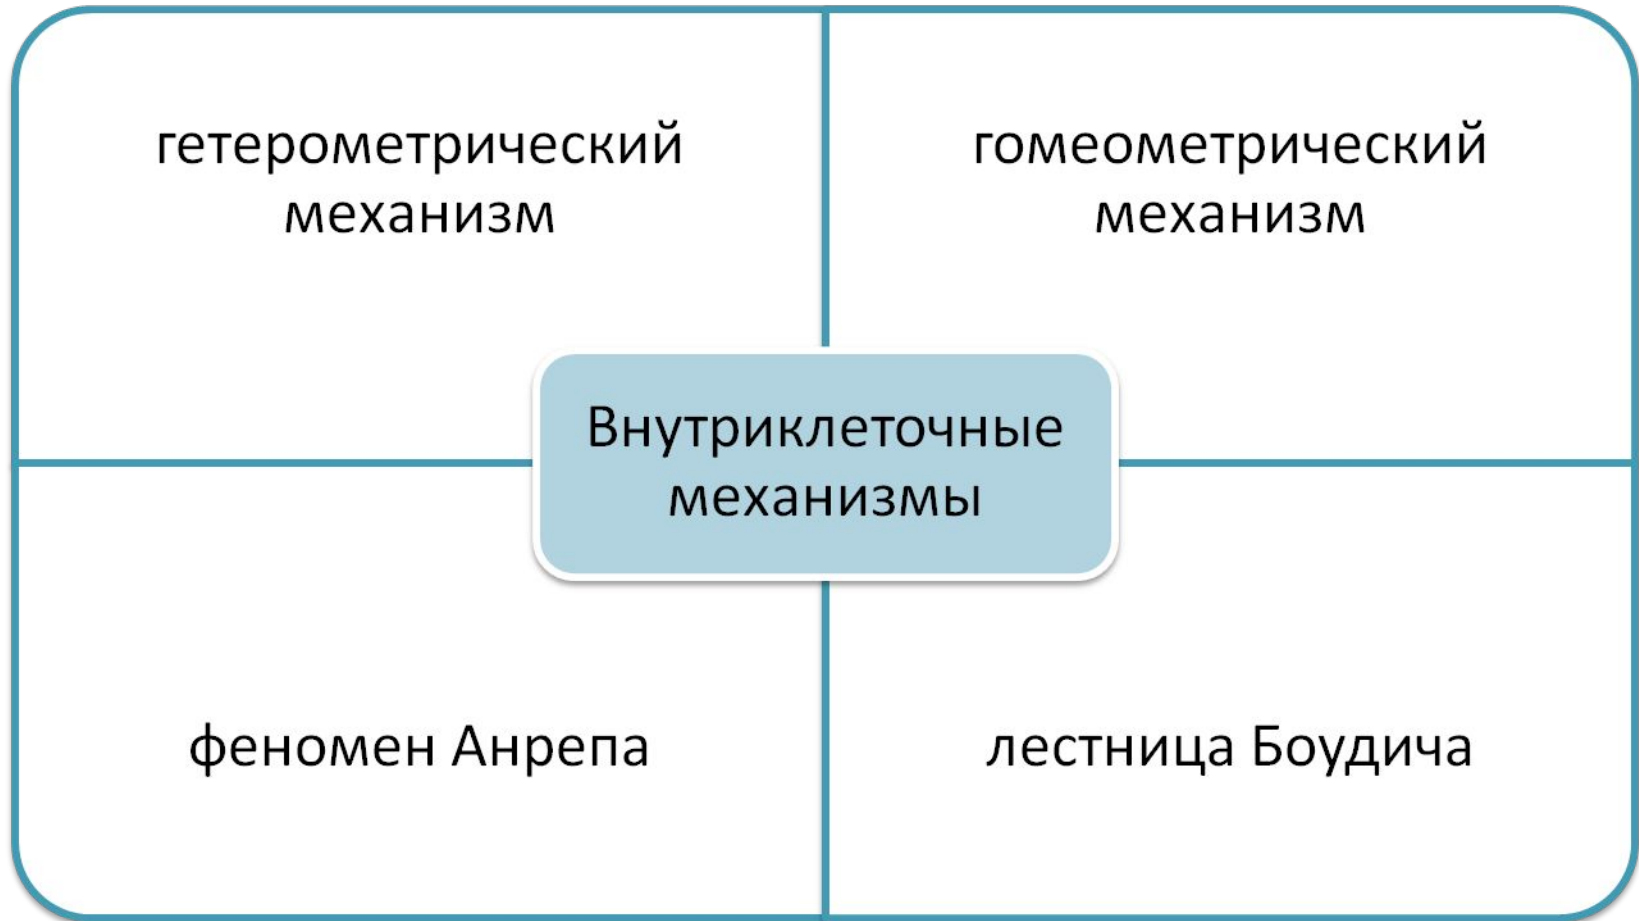 гетерометрический
механизм
гомеометрический
механизм
Внутриклеточные
механизмы
феномен Анрепа
лестница Боудича